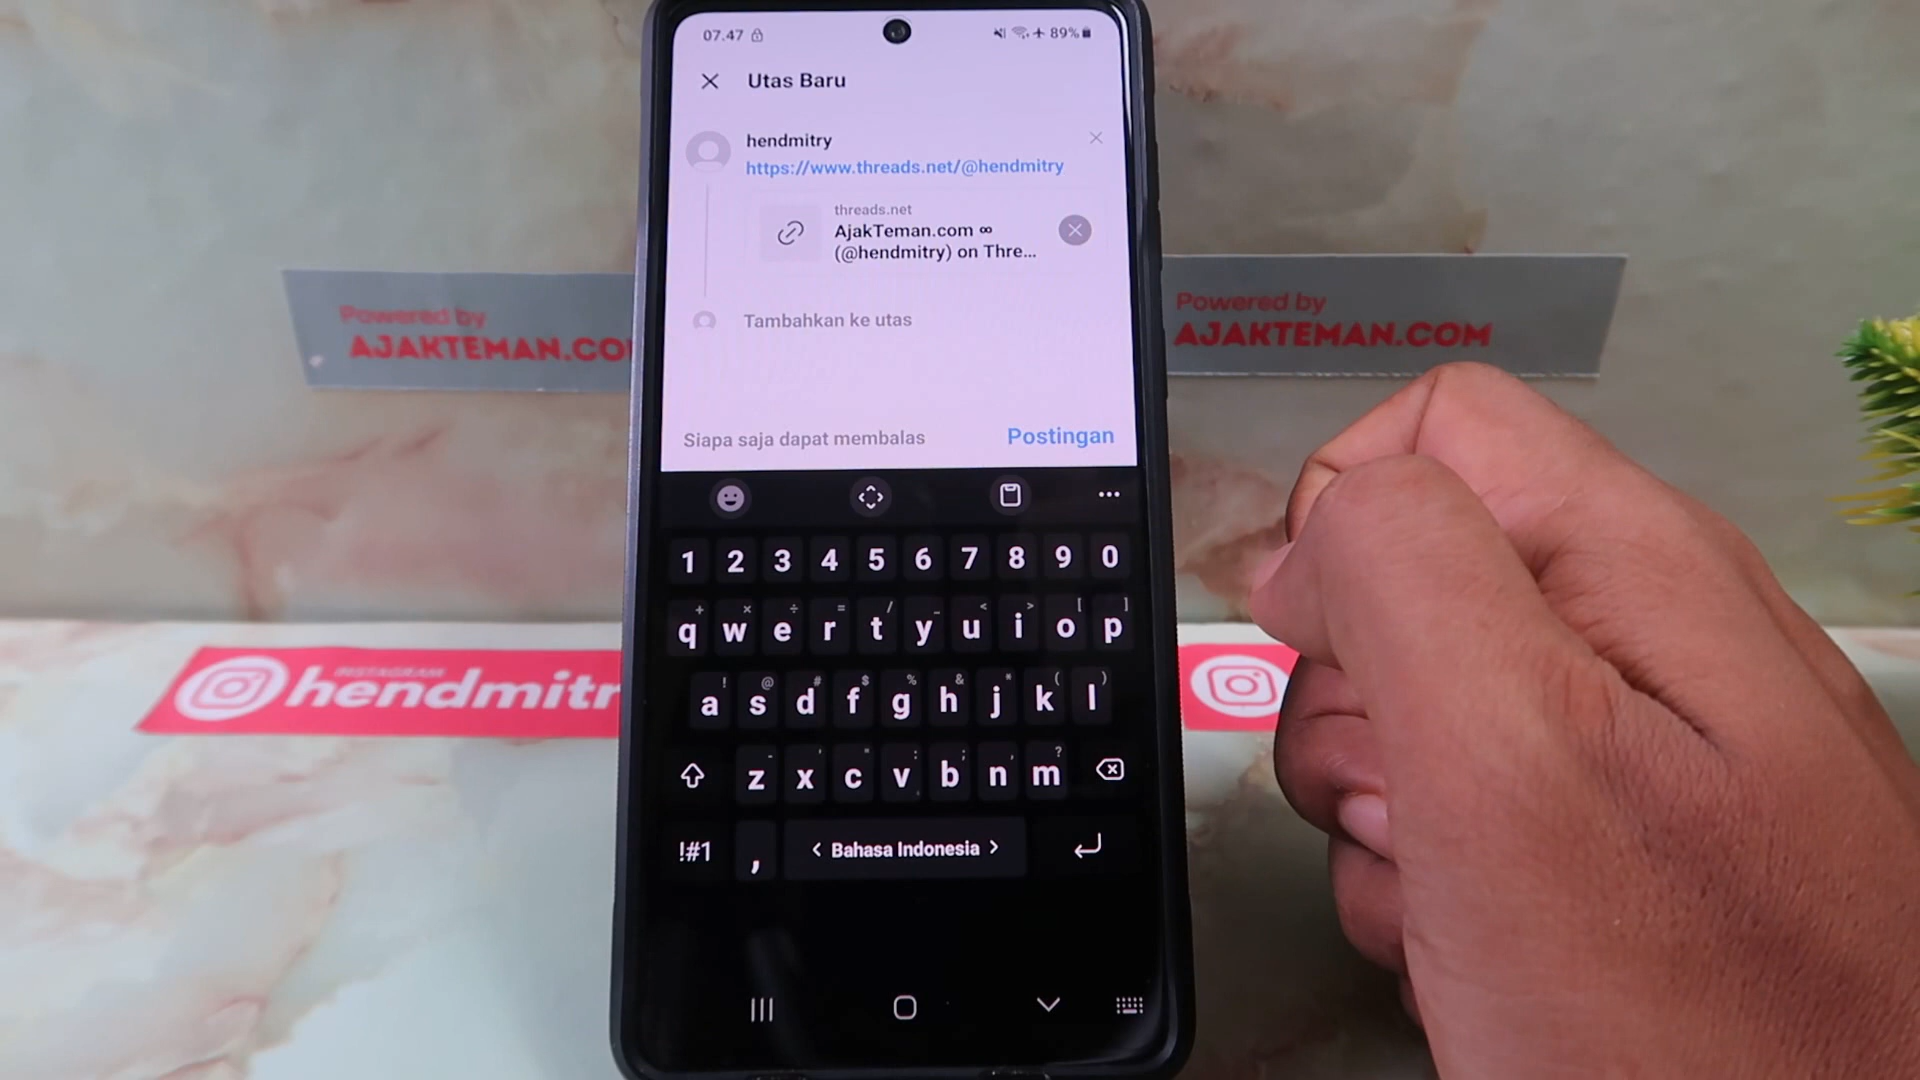 07.47
89%
Utas Baru
hendmitry
https://www.threads.net/@hendmitry
threads.net
AjakTeman.com ∞
(@hendmitry) on Thre...
Tambahkan ke utas
Siapa saja dapat membalas
Postingan
Powered by
AJAKTEMAN.CO
Powered by
AJAKTEMAN.COM
INSTAGRAM
hendmitr
1 2 3 4 5 6 7 8 9 0
q w e r t y u i o p
a s d f g h j k l
z x c v b n m
!#1 , < Bahasa Indonesia >